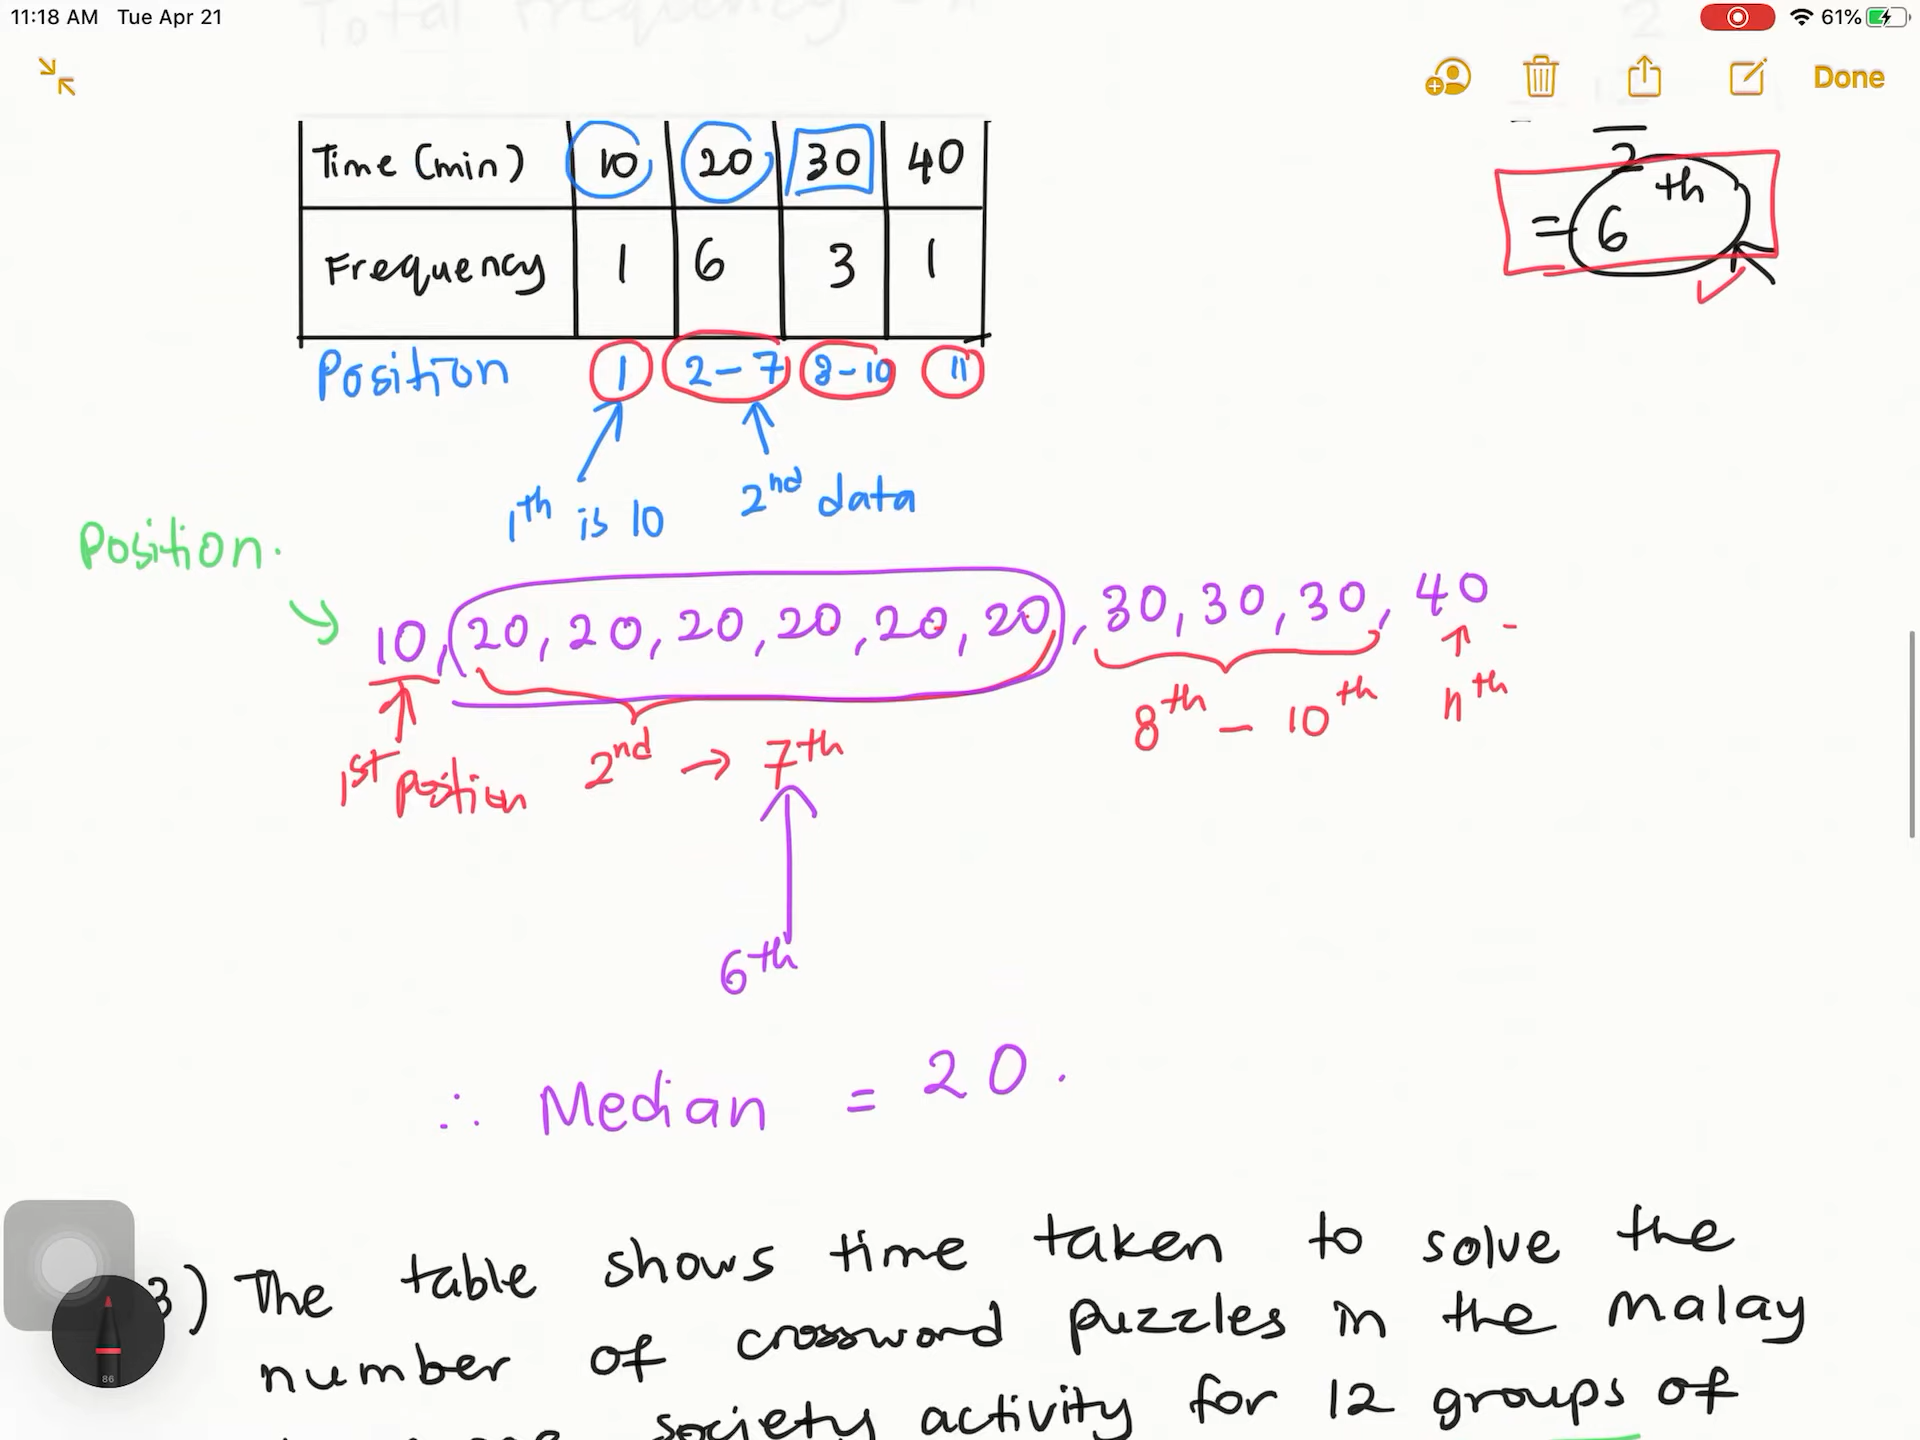 11:18 AM Tue Apr 21
61%
Total frequency
Done
Time (min) 10 20 30 40
2
= 6th
Frequency 1 6 3 1
Position 1 2-7 8-10 11
1th is 10
2nd data
Position.
10, 20, 20, 20, 20, 20, 20, 30, 30, 30, 40
1st position
2nd → 7th
8th - 10th
11th
6th
∴ Median = 20.
3) The table shows time taken to solve the
number of crossword puzzles in the malay
society activity for 12 groups of
86